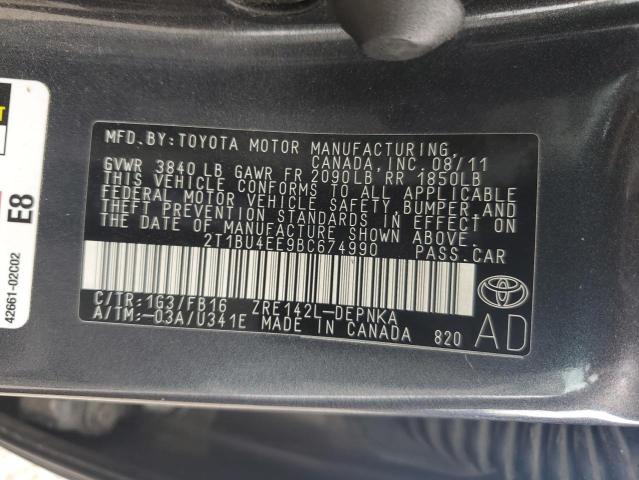 MFD. BY: TOYOTA MOTOR MANUFACTURING,
CANADA, INC. 08/11
GVWR 3840 LB GAWR FR 2090LB RR 1850LB
THIS VEHICLE CONFORMS TO ALL APPLICABLE
FEDERAL MOTOR VEHICLE SAFETY, BUMPER, AND
THEFT PREVENTION STANDARDS IN EFFECT ON
THE DATE OF MANUFACTURE SHOWN ABOVE.
2T1BU4EE9BC674990 PASS. CAR
C/TR: 1G3/FB16 ZRE142L-DEPNKA
A/TM: -03A/U341E MADE IN CANADA 820
AD
E8
42661-02C02